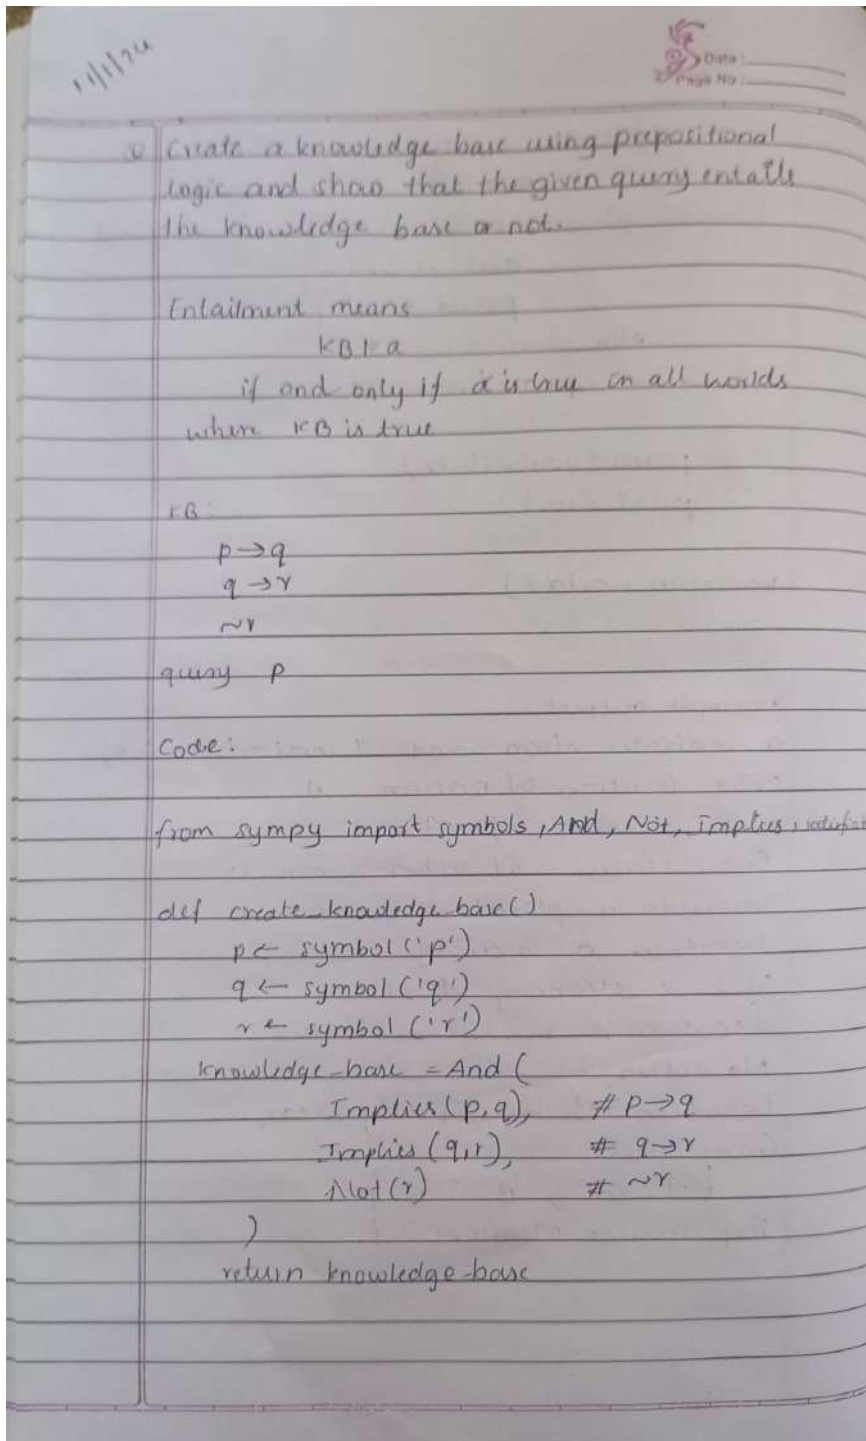 11/1/24
Date:
Page No:
Create a knowledge base using prepositional
logic and show that the given query entails
the knowledge base or not.
Entailment means
KB ⊦ a
if and only if α is true in all worlds
where KB is true
KB:
p → q
q → r
~r
query p
Code:
from sympy import symbols, And, Not, Implies,
def create_knowledge_base()
p ← symbol('p')
q ← symbol('q')
r ← symbol('r')
knowledge_base = And(
Implies(p,q), # p → q
Implies(q,r), # q → r
Not(r) # ~r
)
return knowledge_base